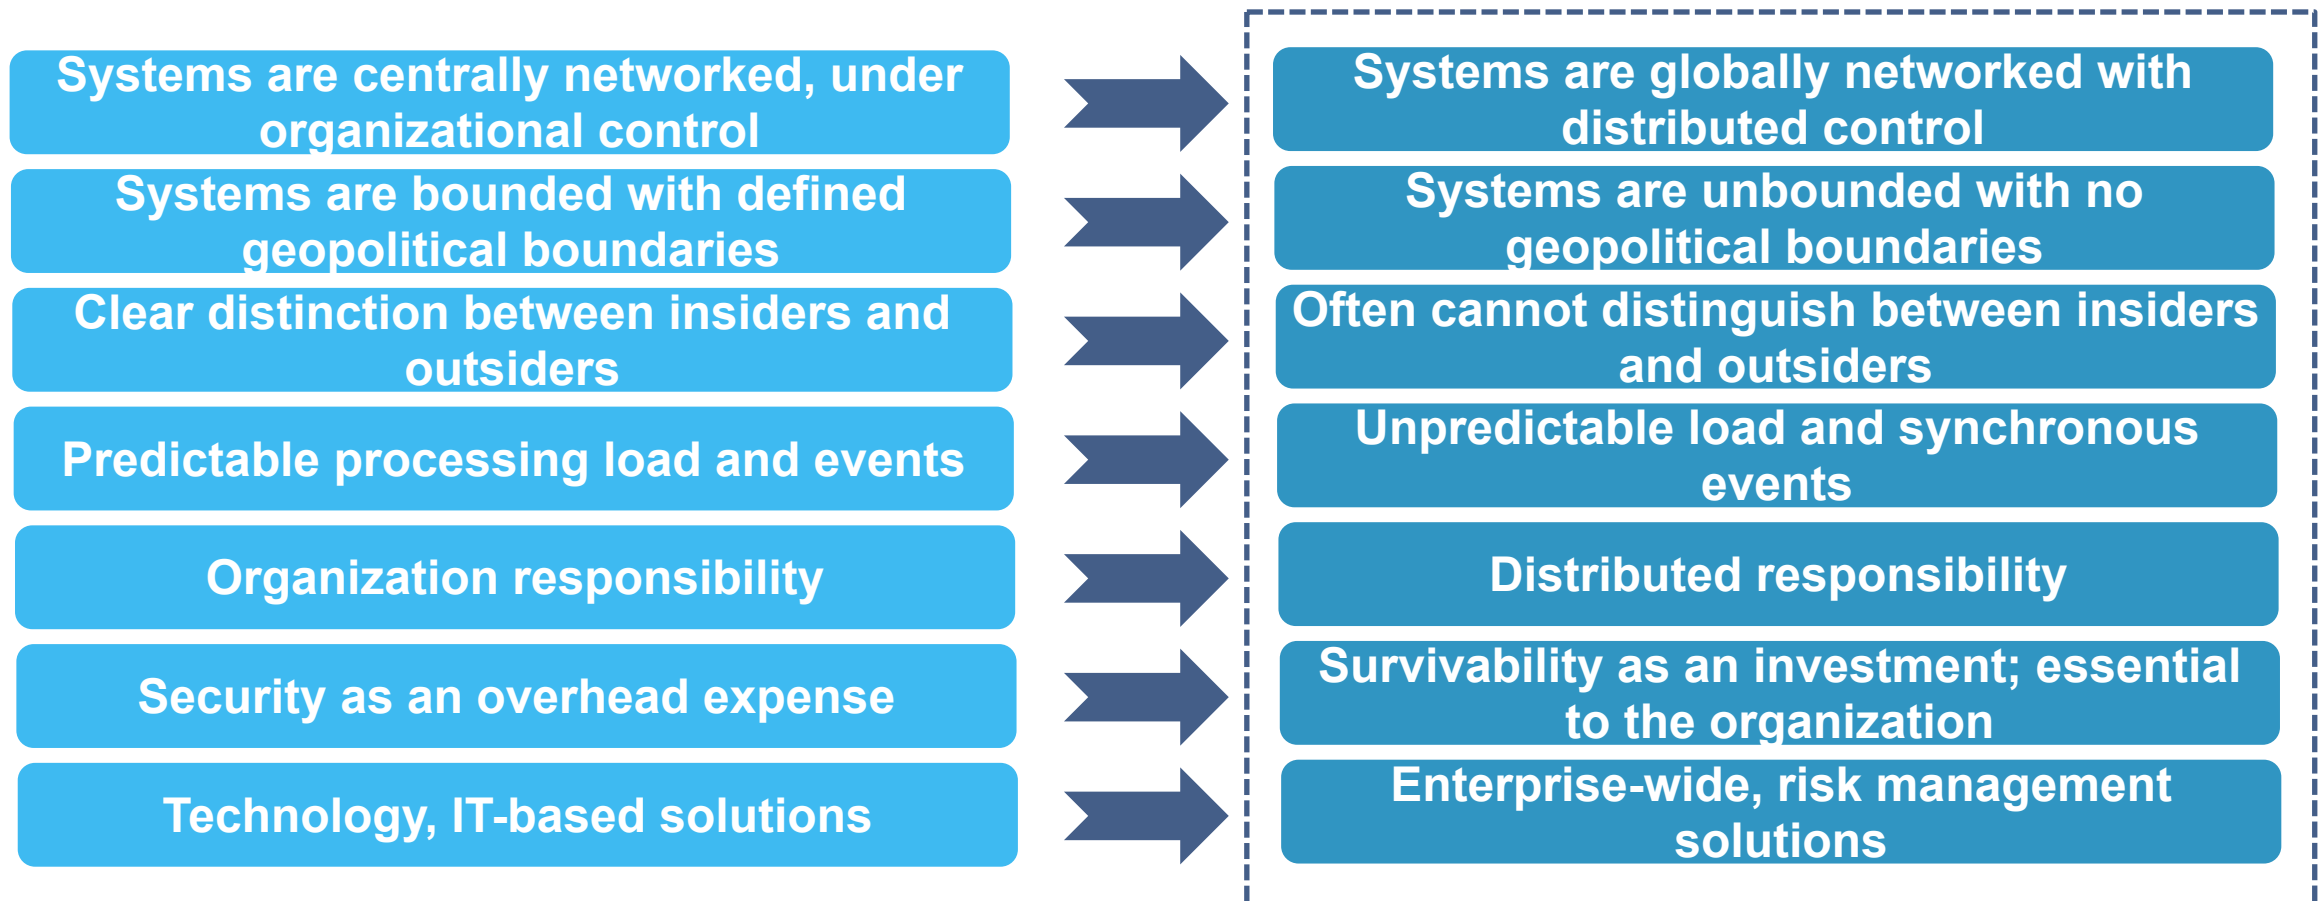 Systems are centrally networked, under
organizational control
Systems are globally networked with
distributed control
Systems are bounded with defined
geopolitical boundaries
Systems are unbounded with no
geopolitical boundaries
Clear distinction between insiders and
outsiders
Often cannot distinguish between insiders
and outsiders
Predictable processing load and events
Unpredictable load and synchronous
events
Organization responsibility
Distributed responsibility
Security as an overhead expense
Survivability as an investment; essential
to the organization
Technology, IT-based solutions
Enterprise-wide, risk management
solutions